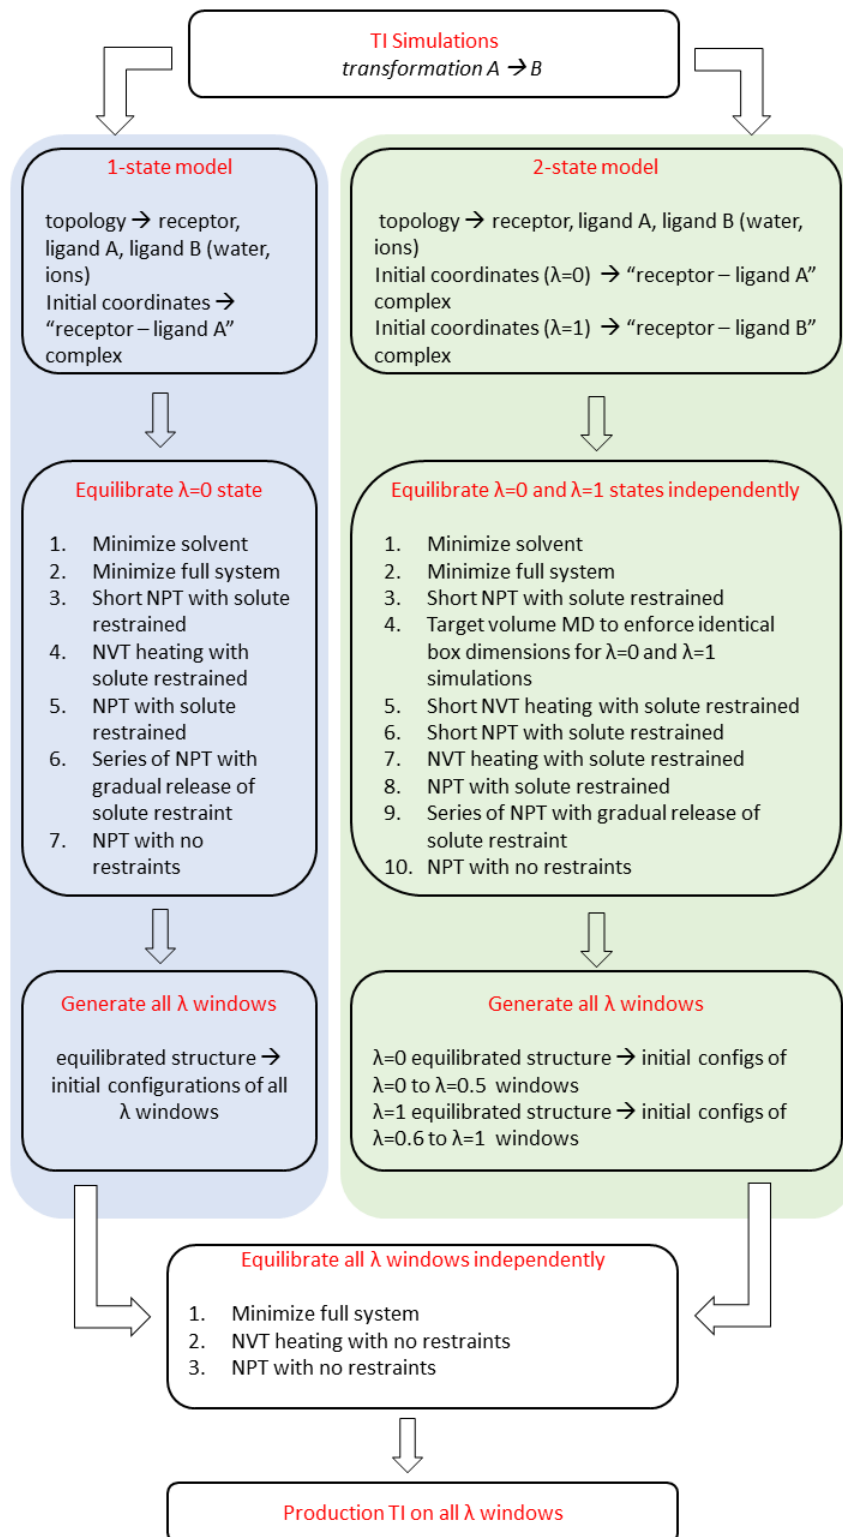 TI Simulations
transformation A → B
1-state model
topology → receptor,
ligand A, ligand B (water,
ions)
Initial coordinates →
“receptor – ligand A”
complex
2-state model
topology → receptor, ligand A, ligand B (water,
ions)
Initial coordinates (λ=0) → “receptor – ligand A”
complex
Initial coordinates (λ=1) → “receptor – ligand B”
complex
Equilibrate λ=0 state
1. Minimize solvent
2. Minimize full system
3. Short NPT with solute
restrained
4. NVT heating with
solute restrained
5. NPT with solute
restrained
6. Series of NPT with
gradual release of
solute restraint
7. NPT with no
restraints
Equilibrate λ=0 and λ=1 states independently
1. Minimize solvent
2. Minimize full system
3. Short NPT with solute restrained
4. Target volume MD to enforce identical
box dimensions for λ=0 and λ=1
simulations
5. Short NVT heating with solute restrained
6. Short NPT with solute restrained
7. NVT heating with solute restrained
8. NPT with solute restrained
9. Series of NPT with gradual release of
solute restraint
10. NPT with no restraints
Generate all λ windows
equilibrated structure →
initial configurations of all
λ windows
Generate all λ windows
λ=0 equilibrated structure → initial configs of
λ=0 to λ=0.5 windows
λ=1 equilibrated structure → initial configs of
λ=0.6 to λ=1 windows
Equilibrate all λ windows independently
1. Minimize full system
2. NVT heating with no restraints
3. NPT with no restraints
Production TI on all λ windows